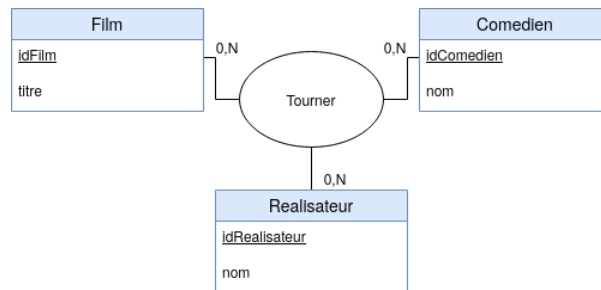 Film
idFilm
titre
0,N
Tourner
0,N
Comedien
idComedien
nom
0,N
Realisateur
idRealisateur
nom